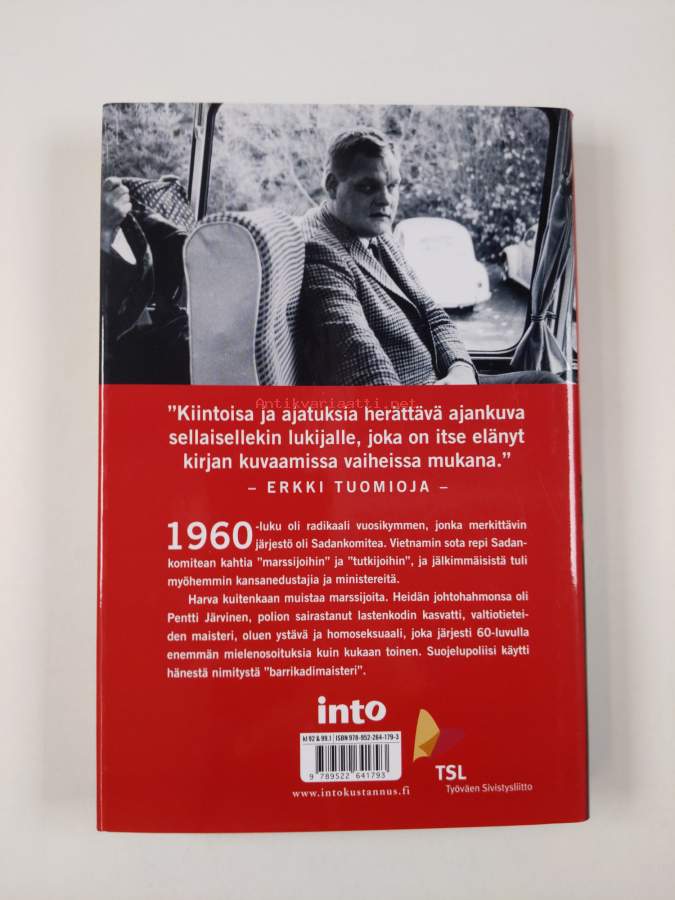 Antikvariaatti.net
”Kiintoisa ja ajatuksia herättävä ajankuva
sellaisellekin lukijalle, joka on itse elänyt
kirjan kuvaamissa vaiheissa mukana.”
– ERKKI TUOMIOJA –
1960-luku oli radikaali vuosikymmen, jonka merkittävin
järjestö oli Sadankomitea. Vietnamin sota repi Sadan-
komitean kahtia ”marssijoihin” ja ”tutkijoihin”, ja jälkimmäisistä tuli
myöhemmin kansanedustajia ja ministereitä.
Harva kuitenkaan muistaa marssijoita. Heidän johtohahmonsa oli
Pentti Järvinen, polion sairastanut lastenkodin kasvatti, valtiotietei-
den maisteri, oluen ystävä ja homoseksuaali, joka järjesti 60-luvulla
enemmän mielenosoituksia kuin kukaan toinen. Suojelupoliisi käytti
hänestä nimitystä ”barrikadimaisteri”.
into
kl 92 & 99.1 | ISBN 978-952-264-179-3
9 789522 641793
www.intokustannus.fi
TSL
Työväen Sivistysliitto